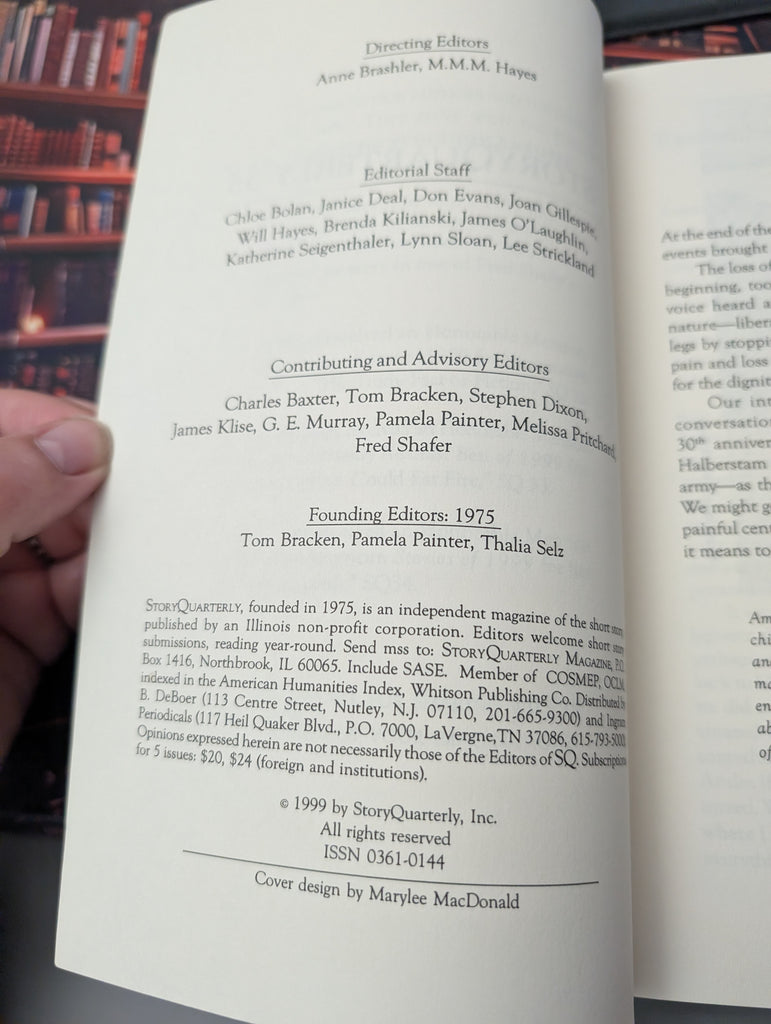 Directing Editors
Anne Brashler, M.M.M. Hayes
Editorial Staff
Chloe Bolan, Janice Deal, Don Evans, Joan Gillespie,
Will Hayes, Brenda Kilianski, James O'Laughlin,
Katherine Seigenthaler, Lynn Sloan, Lee Strickland
Contributing and Advisory Editors
Charles Baxter, Tom Bracken, Stephen Dixon,
James Klise, G. E. Murray, Pamela Painter, Melissa Pritchard,
Fred Shafer
Founding Editors: 1975
Tom Bracken, Pamela Painter, Thalia Selz
STORYQUARTERLY, founded in 1975, is an independent magazine of the short story
published by an Illinois non-profit corporation. Editors welcome short story
submissions, reading year-round. Send mss to: STORYQUARTERLY MAGAZINE, P.O.
Box 1416, Northbrook, IL 60065. Include SASE. Member of COSMEP, OCLM,
indexed in the American Humanities Index, Whitson Publishing Co. Distributed by
B. DeBoer (113 Centre Street, Nutley, N.J. 07110, 201-665-9300) and Ingram
Periodicals (117 Heil Quaker Blvd., P.O. 7000, LaVergne,TN 37086, 615-793-5000.
Opinions expressed herein are not necessarily those of the Editors of SQ. Subscriptions
for 5 issues: $20, $24 (foreign and institutions).
© 1999 by StoryQuarterly, Inc.
All rights reserved
ISSN 0361-0144
Cover design by Marylee MacDonald
At the end of the
events brought
The loss of
beginning, too
voice heard a
nature—liber
legs by stoppi
pain and loss
for the dignit
Our int
conversatio
30th anniver
Halberstam
army—as th
We might g
painful cent
it means to
Am
chi
an
ma
en
ab
of